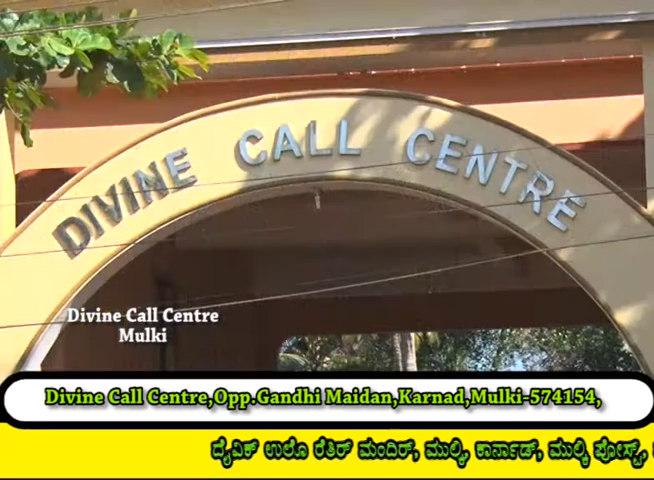 DIVINE CALL CENTRE
Divine Call Centre
Mulki
Divine Call Centre,Opp.Gandhi Maidan,Karnad,Mulki-574154,
ದೈವಿಕ್ ಉಲೊ ರೆತಿರ್ ಮಂದಿರ್, ಮುಲ್ಕಿ, ಕಾರ್ನಾಡ್, ಮುಲ್ಕಿ ಪೋಸ್ಟ್,